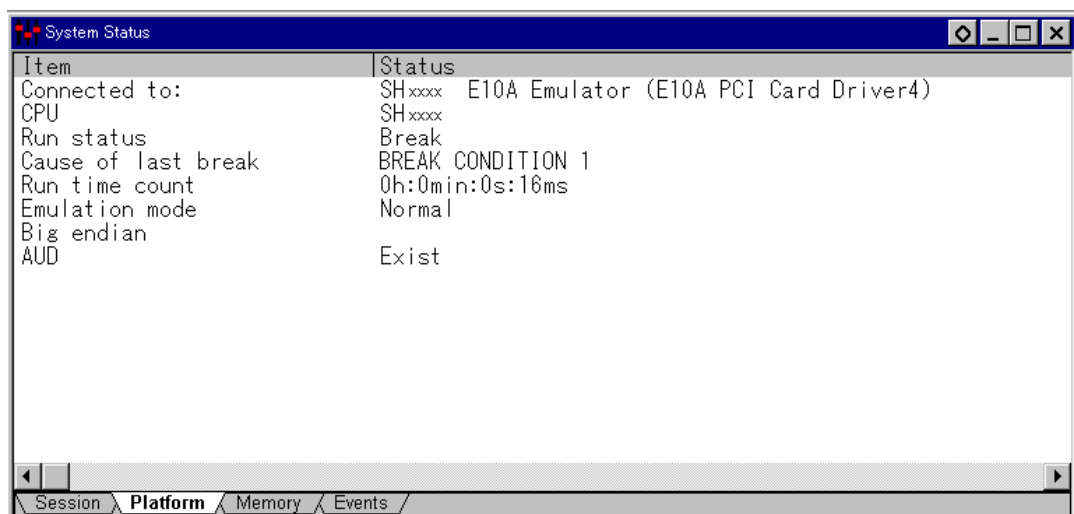 System Status
Item Status
Connected to: SHxxxx E10A Emulator (E10A PCI Card Driver4)
CPU SHxxxx
Run status Break
Cause of last break BREAK CONDITION 1
Run time count 0h:0min:0s:16ms
Emulation mode Normal
Big endian
AUD Exist
Session Platform Memory Events